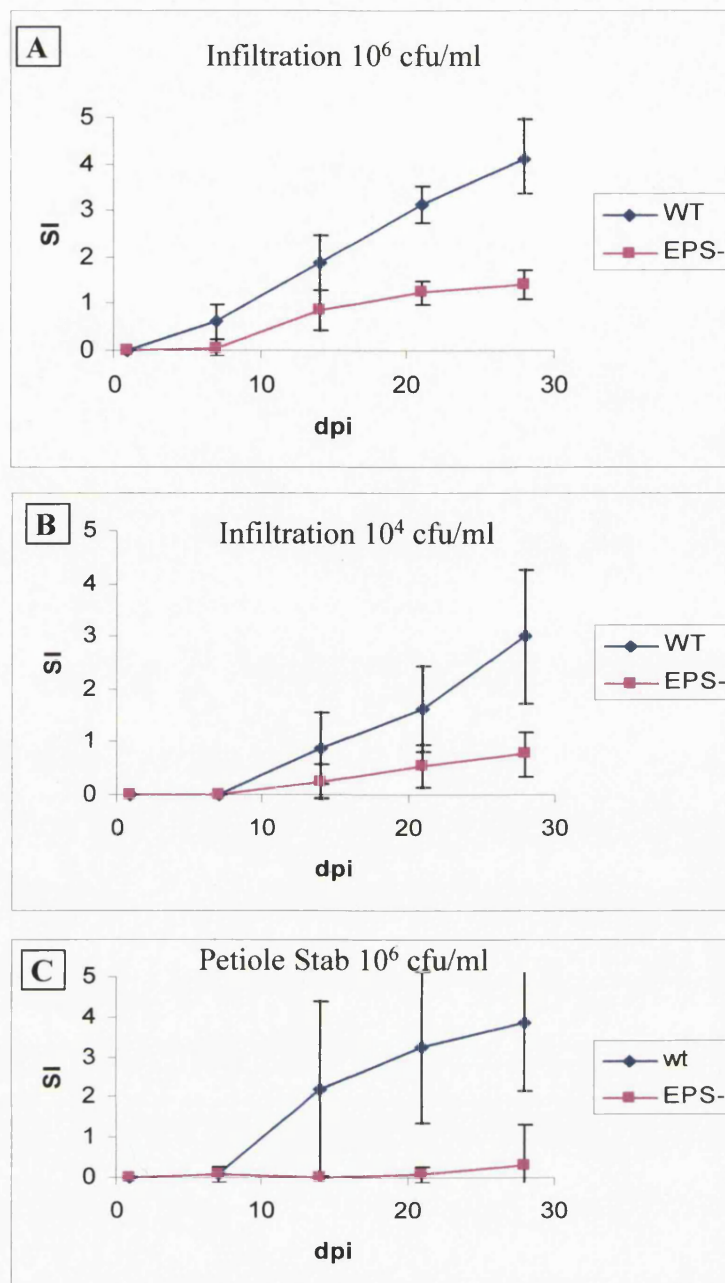 A
Infiltration 10⁶ cfu/ml
5
4
3
2
1
0
SI
0 10 20 30
dpi
WT
EPS-
B
Infiltration 10⁴ cfu/ml
5
4
3
2
1
0
SI
0 10 20 30
dpi
WT
EPS-
C
Petiole Stab 10⁶ cfu/ml
5
4
3
2
1
0
SI
0 10 20 30
dpi
wt
EPS-